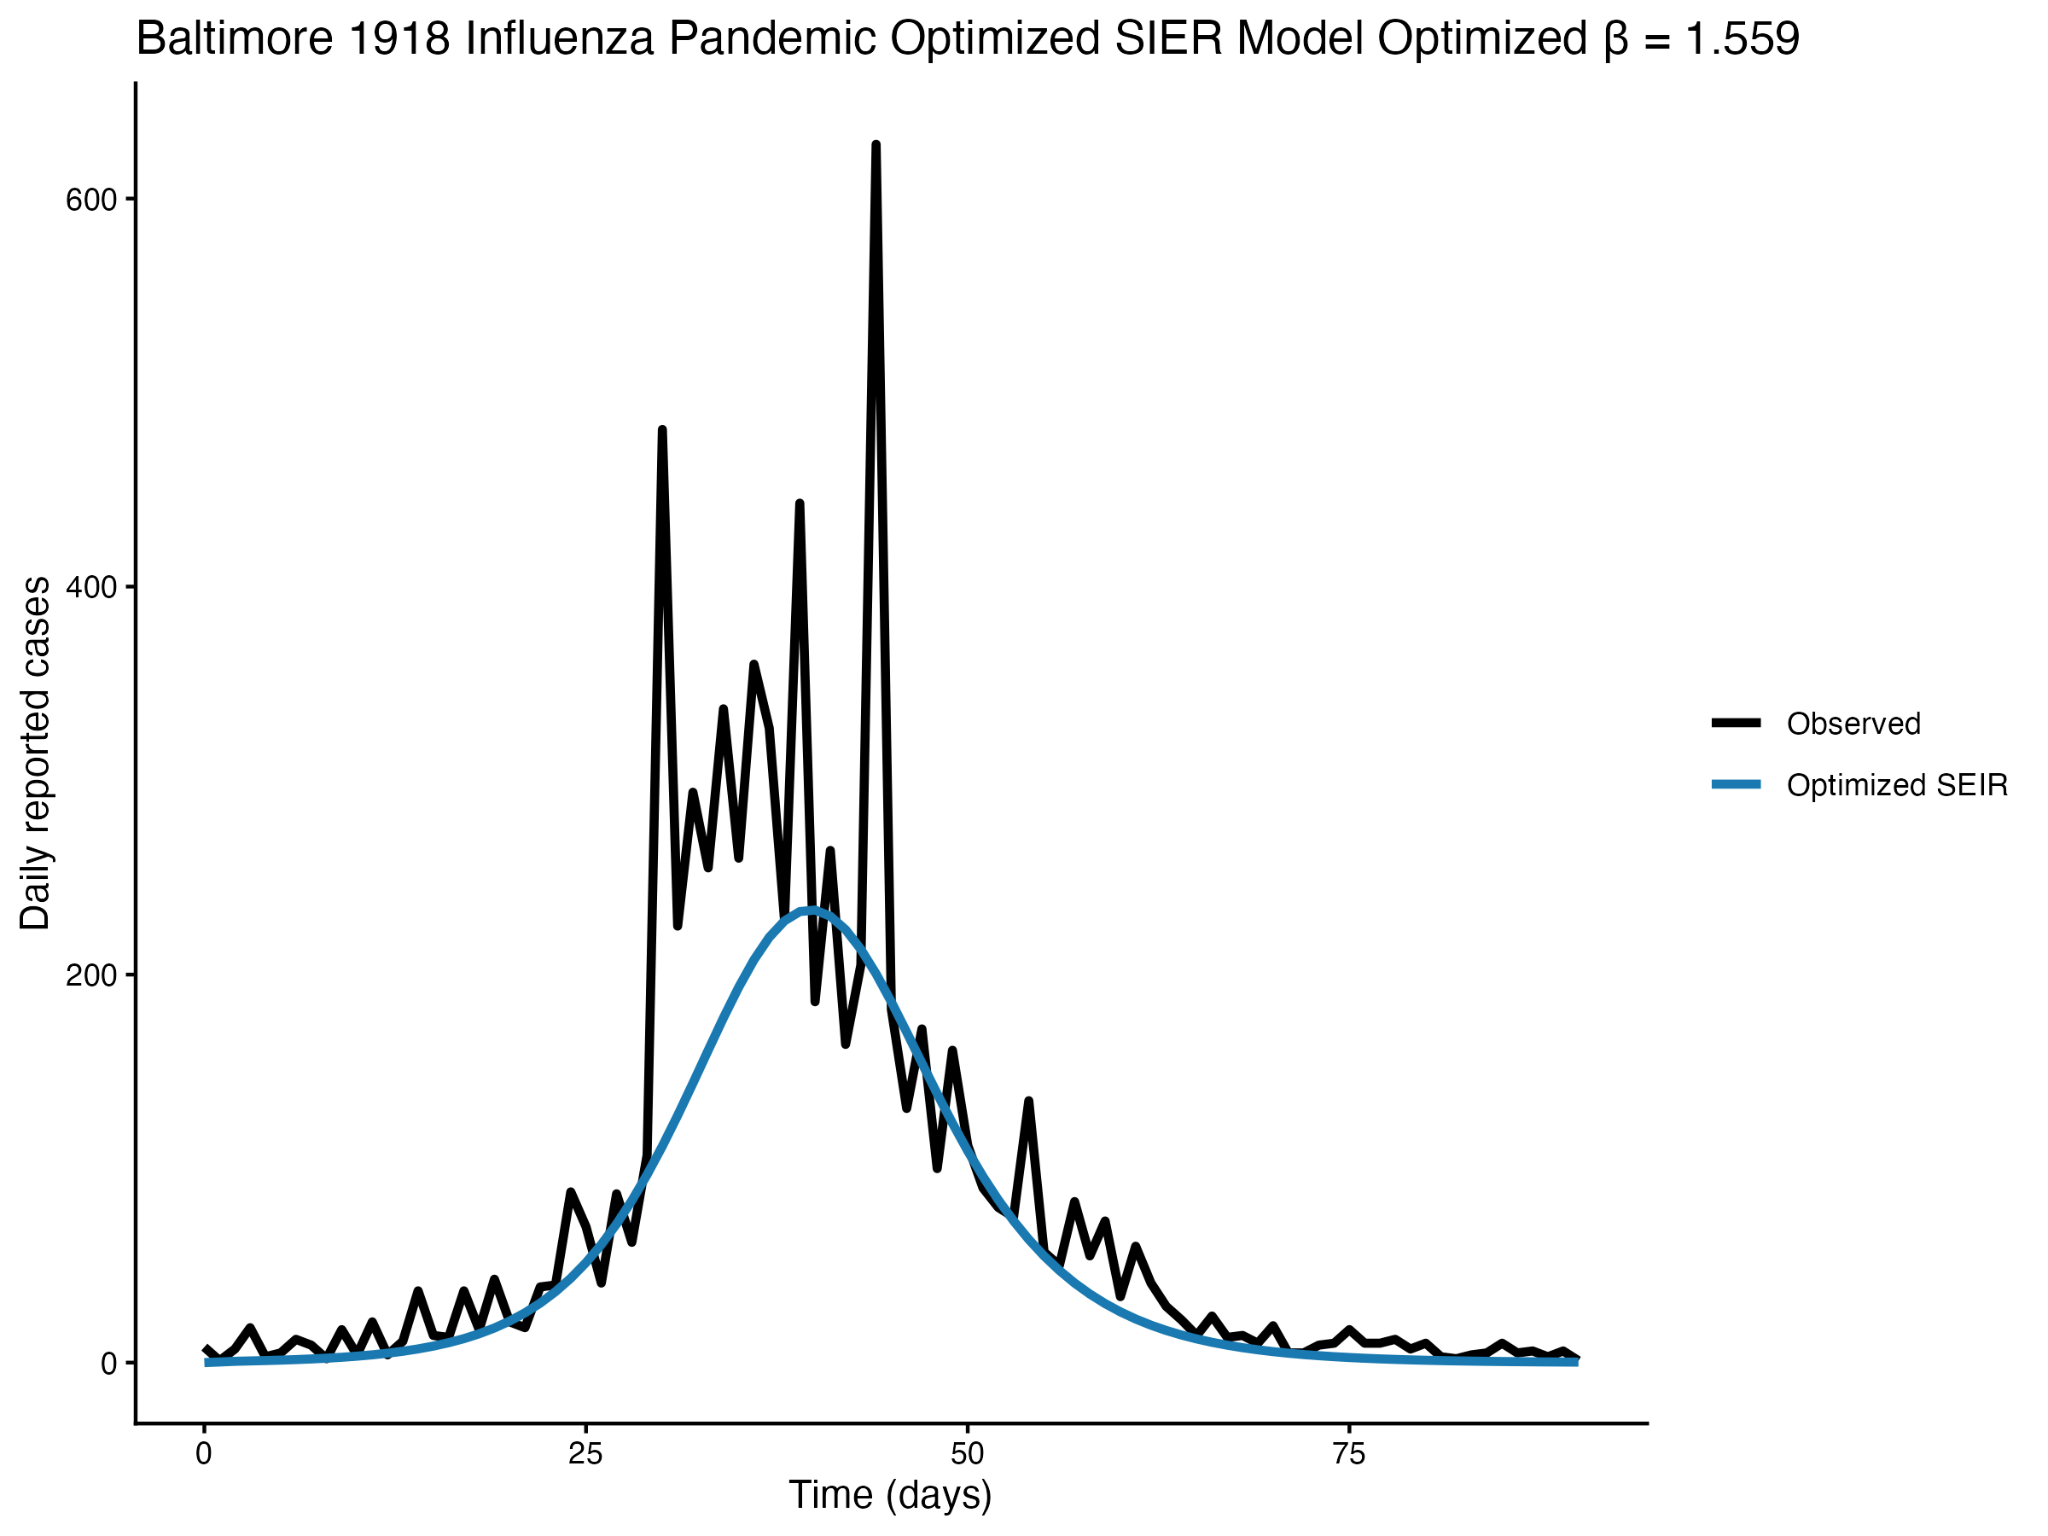 Baltimore 1918 Influenza Pandemic Optimized SIER Model Optimized β = 1.559
Daily reported cases
600
400
200
0
0
25
50
75
Time (days)
Observed
Optimized SEIR